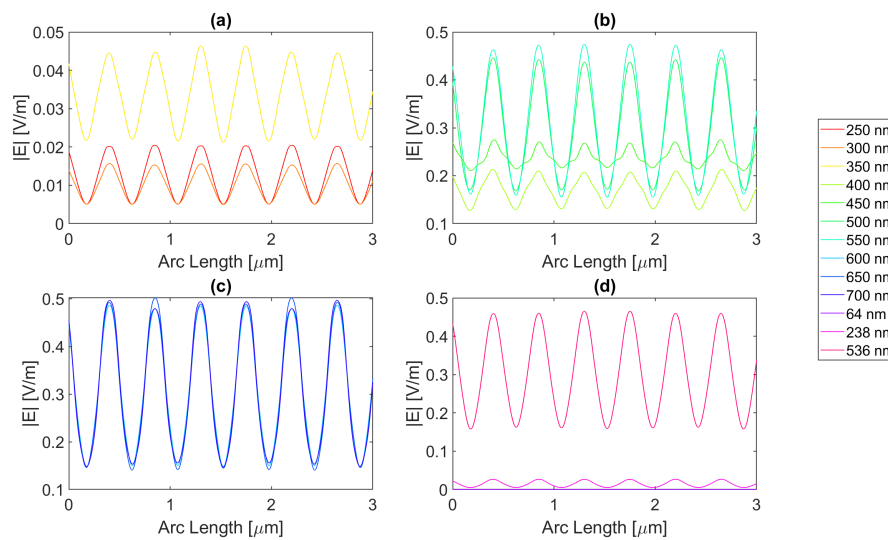 (a)
0.05
0.04
0.03
0.02
0.01
0
|E| [V/m]
0 1 2 3
Arc Length [μm]
(b)
0.5
0.4
0.3
0.2
0.1
|E| [V/m]
0 1 2 3
Arc Length [μm]
(c)
0.5
0.4
0.3
0.2
0.1
|E| [V/m]
0 1 2 3
Arc Length [μm]
(d)
0.5
0.4
0.3
0.2
0.1
0
|E| [V/m]
0 1 2 3
Arc Length [μm]
250 nm
300 nm
350 nm
400 nm
450 nm
500 nm
550 nm
600 nm
650 nm
700 nm
64 nm
238 nm
536 nm